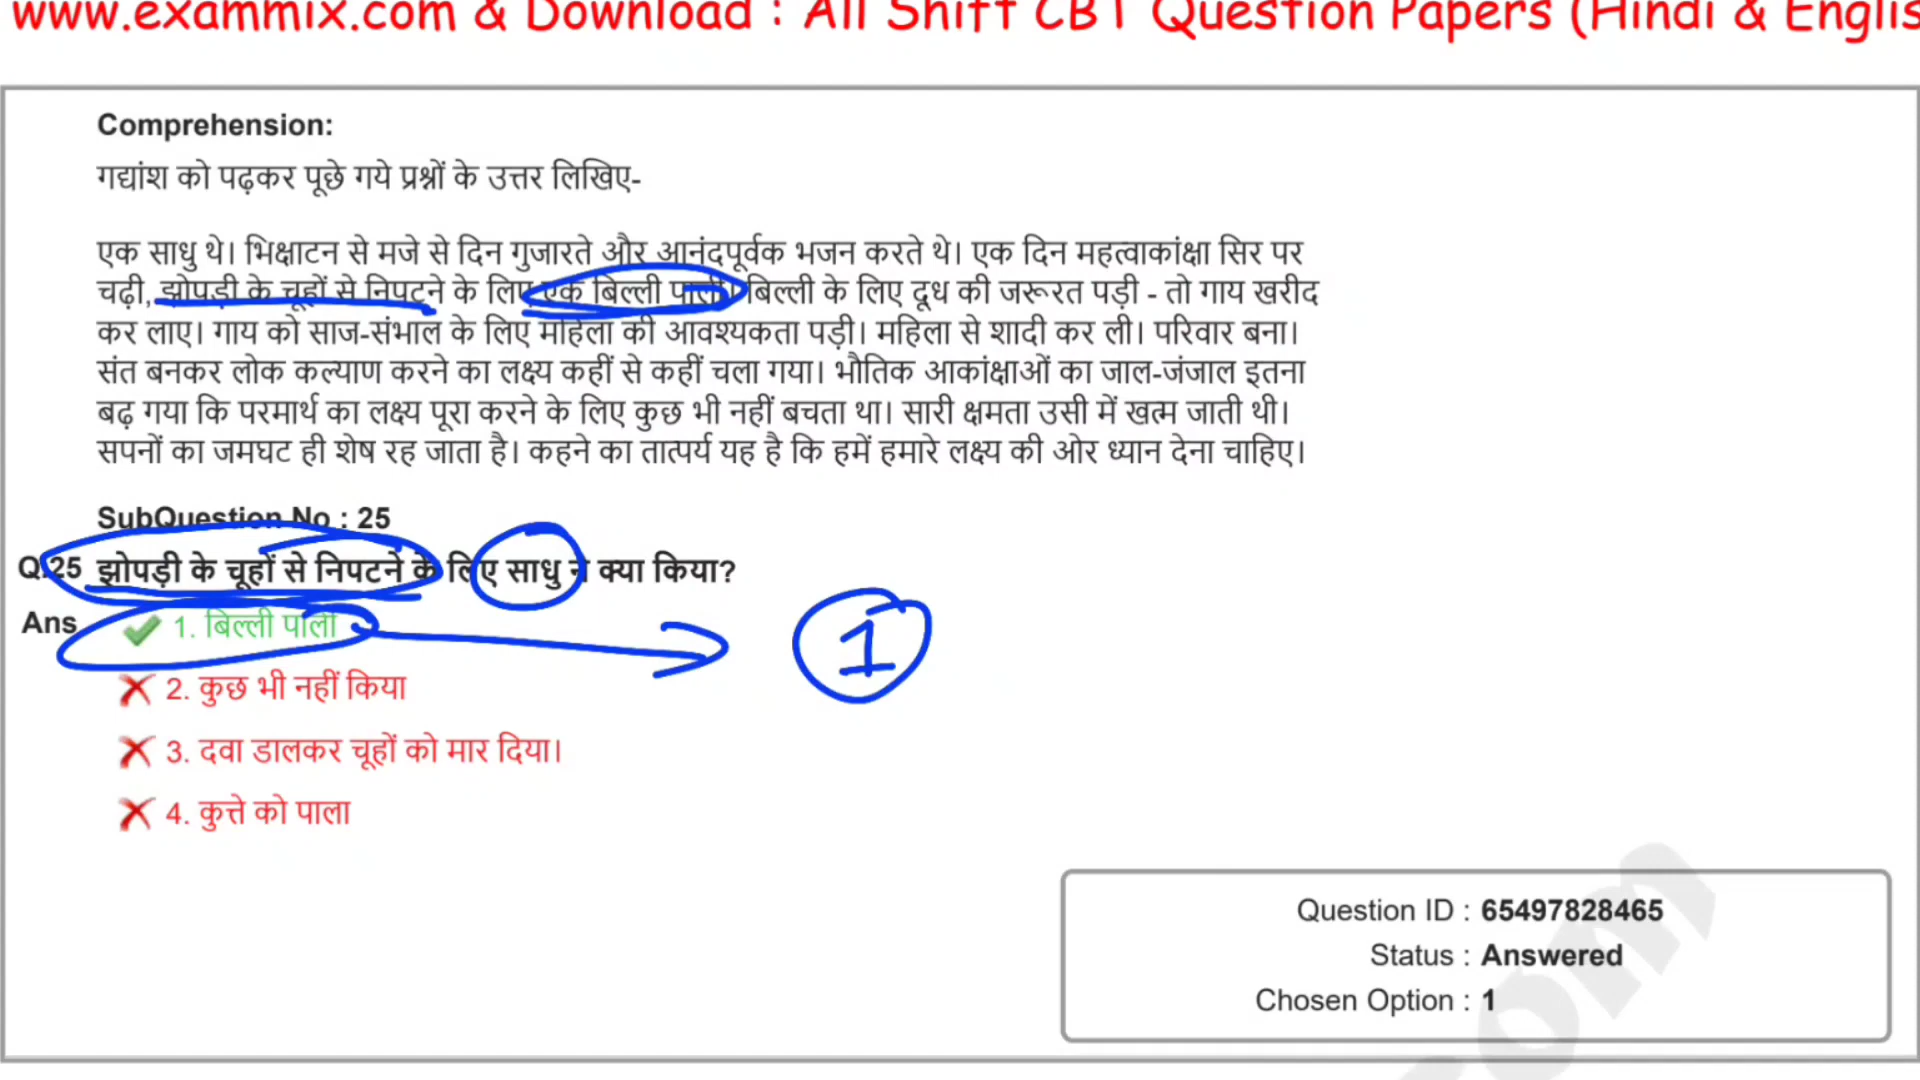 www.exammix.com & Download : All Shift CBT Question Papers (Hindi & Englis
Comprehension:
गद्यांश को पढ़कर पूछे गये प्रश्नों के उत्तर लिखिए-
एक साधु थे। भिक्षाटन से मजे से दिन गुजारते और आनंदपूर्वक भजन करते थे। एक दिन महत्वाकांक्षा सिर पर
चढ़ी, झोपड़ी के चूहों से निपटने के लिए एक बिल्ली पाली। बिल्ली के लिए दूध की जरूरत पड़ी - तो गाय खरीद
कर लाए। गाय को साज-संभाल के लिए महिला की आवश्यकता पड़ी। महिला से शादी कर ली। परिवार बना।
संत बनकर लोक कल्याण करने का लक्ष्य कहीं से कहीं चला गया। भौतिक आकांक्षाओं का जाल-जंजाल इतना
बढ़ गया कि परमार्थ का लक्ष्य पूरा करने के लिए कुछ भी नहीं बचता था। सारी क्षमता उसी में खत्म जाती थी।
सपनों का जमघट ही शेष रह जाता है। कहने का तात्पर्य यह है कि हमें हमारे लक्ष्य की ओर ध्यान देना चाहिए।
SubQuestion No : 25
Q.25 झोपड़ी के चूहों से निपटने के लिए साधु ने क्या किया?
Ans 1. बिल्ली पाली
1
2. कुछ भी नहीं किया
3. दवा डालकर चूहों को मार दिया।
4. कुत्ते को पाला
Question ID : 65497828465
Status : Answered
Chosen Option : 1
com